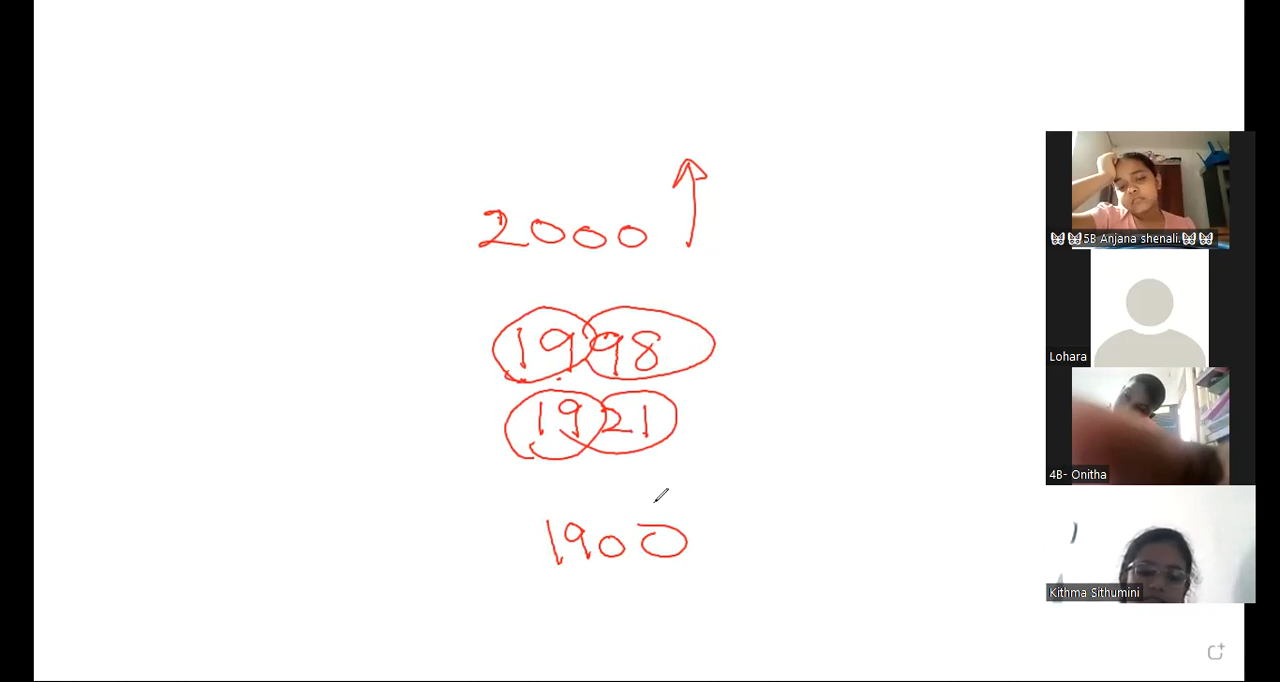 2000
1998
1921
1900
5B Anjana shenali.
Lohara
4B- Onitha
Kithma Sithumini